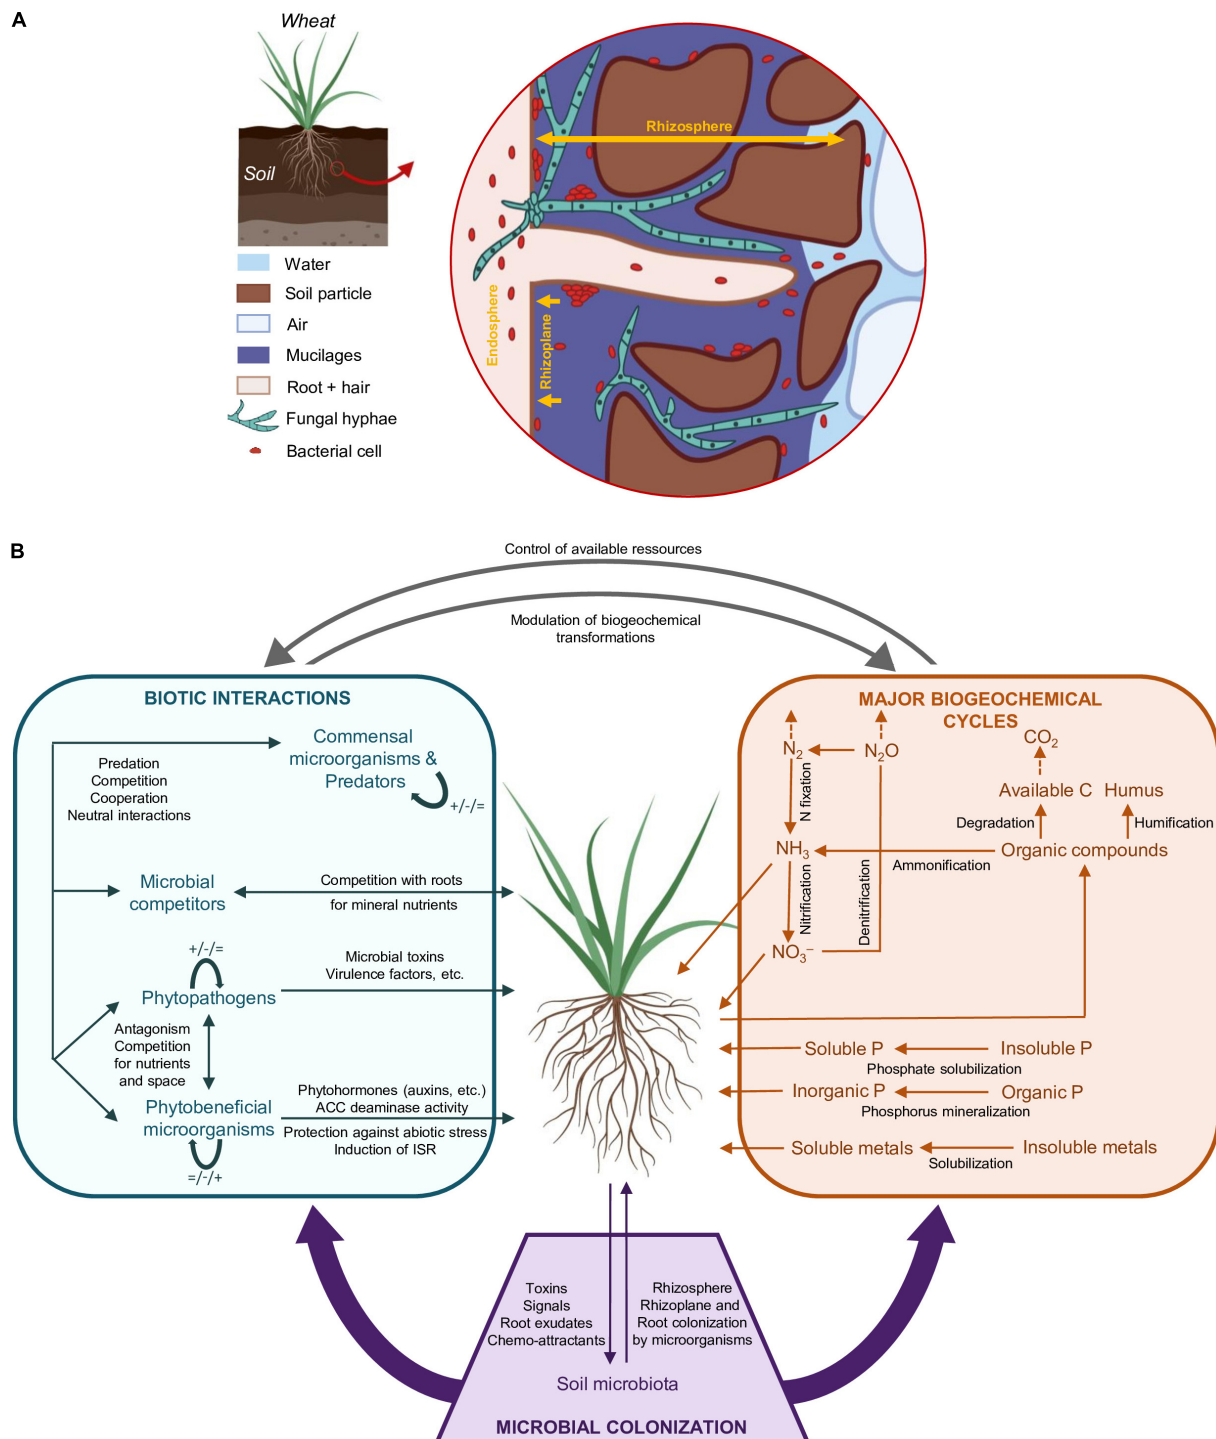 A
Wheat
Soil
Water
Soil particle
Air
Mucilages
Root + hair
Fungal hyphae
Bacterial cell
Rhizosphere
Endosphere
Rhizoplane
B
Control of available ressources
Modulation of biogeochemical
transformations
BIOTIC INTERACTIONS
Commensal
microorganisms &
Predators
+/-/=
Predation
Competition
Cooperation
Neutral interactions
Microbial
competitors
Competition with roots
for mineral nutrients
+/-/=
Phytopathogens
Microbial toxins
Virulence factors, etc.
Antagonism
Competition
for nutrients
and space
Phytobeneficial
microorganisms
=/-/+
Phytohormones (auxins, etc.)
ACC deaminase activity
Protection against abiotic stress
Induction of ISR
MAJOR BIOGEOCHEMICAL
CYCLES
N₂
N₂O
CO₂
N fixation
Available C
Humus
Degradation
Humification
NH₃
Ammonification
Organic compounds
Nitrification
Denitrification
NO₃⁻
Soluble P
Insoluble P
Phosphate solubilization
Inorganic P
Organic P
Phosphorus mineralization
Soluble metals
Insoluble metals
Solubilization
Toxins
Signals
Root exudates
Chemo-attractants
Rhizosphere
Rhizoplane and
Root colonization
by microorganisms
Soil microbiota
MICROBIAL COLONIZATION